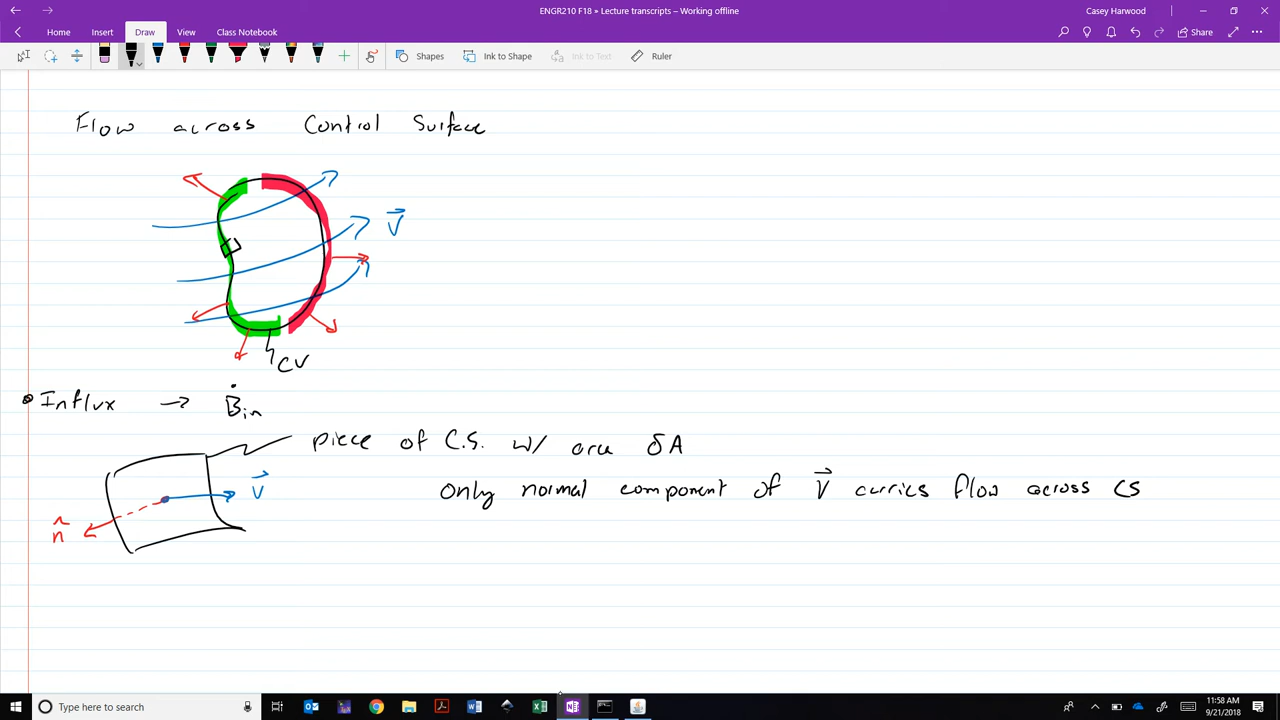 ENGR210 F18 » Lecture transcripts – Working offline
Casey Harwood
Home Insert Draw View Class Notebook
Share
Shapes Ink to Shape Ink to Text Ruler
Flow across Control Surface
V
CV
• Influx → Ḃin
piece of C.S. w/ area δA
V
n̂
only normal component of V⃗ carries flow across CS
Type here to search
11:58 AM
9/21/2018